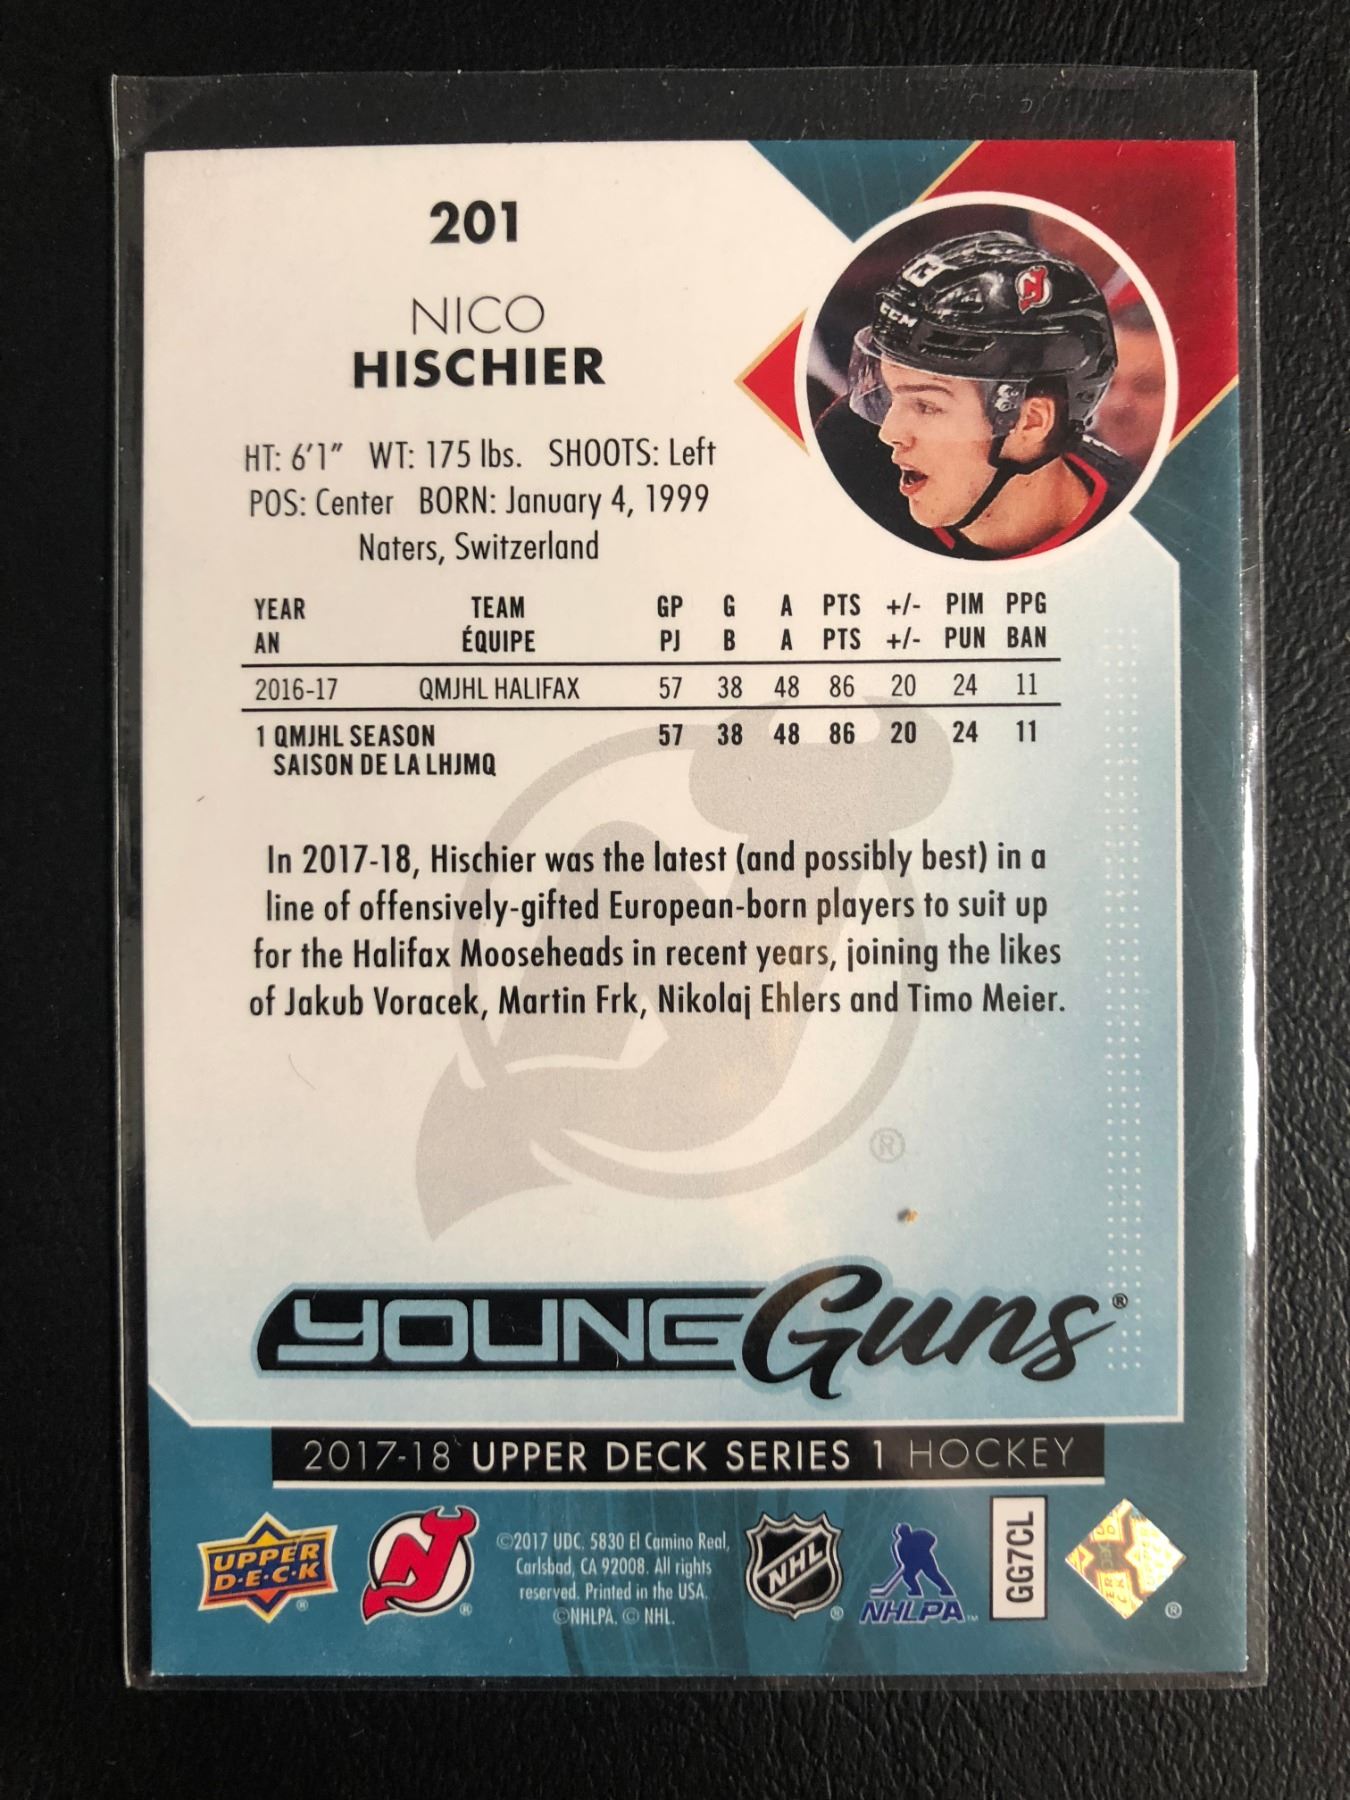 201
NICO
HISCHIER
HT: 6'1" WT: 175 lbs. SHOOTS: Left
POS: Center BORN: January 4, 1999
Naters, Switzerland
YEAR TEAM GP G A PTS +/- PIM PPG
AN ÉQUIPE PJ B A PTS +/- PUN BAN
2016-17 QMJHL HALIFAX 57 38 48 86 20 24 11
1 QMJHL SEASON 57 38 48 86 20 24 11
SAISON DE LA LHJMQ
In 2017-18, Hischier was the latest (and possibly best) in a
line of offensively-gifted European-born players to suit up
for the Halifax Mooseheads in recent years, joining the likes
of Jakub Voracek, Martin Frk, Nikolaj Ehlers and Timo Meier.
®
YOUNG Guns®
2017-18 UPPER DECK SERIES 1 HOCKEY
UPPER
D·E·C·K
®
®
©2017 UDC. 5830 El Camino Real,
Carlsbad, CA 92008. All rights
reserved. Printed in the USA.
©NHLPA. © NHL.
NHL
®
NHLPA™
GG7CL
®
CCM